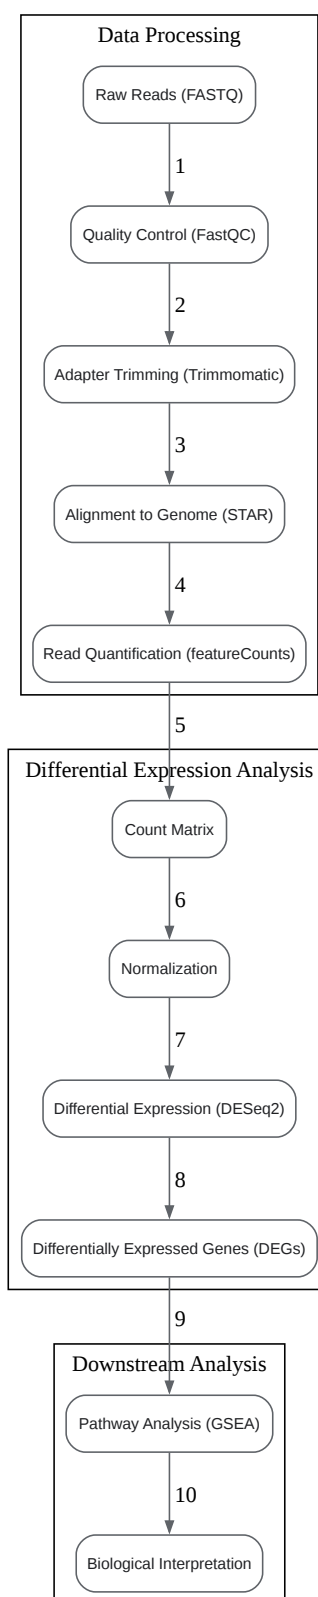 Data Processing
Raw Reads (FASTQ)
1
Quality Control (FastQC)
2
Adapter Trimming (Trimmomatic)
3
Alignment to Genome (STAR)
4
Read Quantification (featureCounts)
5
Differential Expression Analysis
Count Matrix
6
Normalization
7
Differential Expression (DESeq2)
8
Differentially Expressed Genes (DEGs)
9
Downstream Analysis
Pathway Analysis (GSEA)
10
Biological Interpretation